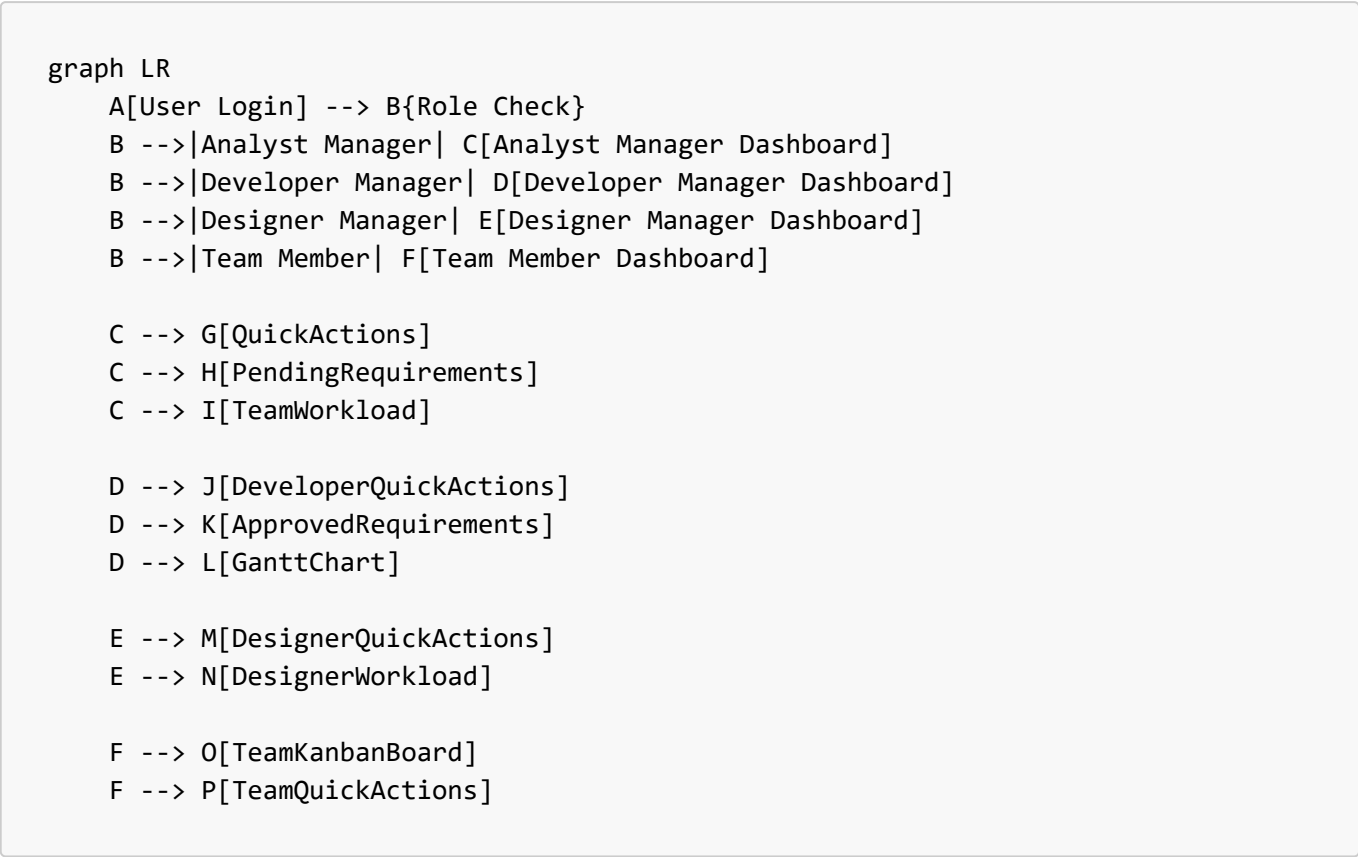 graph LR
    A[User Login] --> B{Role Check}
    B -->|Analyst Manager| C[Analyst Manager Dashboard]
    B -->|Developer Manager| D[Developer Manager Dashboard]
    B -->|Designer Manager| E[Designer Manager Dashboard]
    B -->|Team Member| F[Team Member Dashboard]

    C --> G[QuickActions]
    C --> H[PendingRequirements]
    C --> I[TeamWorkload]

    D --> J[DeveloperQuickActions]
    D --> K[ApprovedRequirements]
    D --> L[GanttChart]

    E --> M[DesignerQuickActions]
    E --> N[DesignerWorkload]

    F --> O[TeamKanbanBoard]
    F --> P[TeamQuickActions]